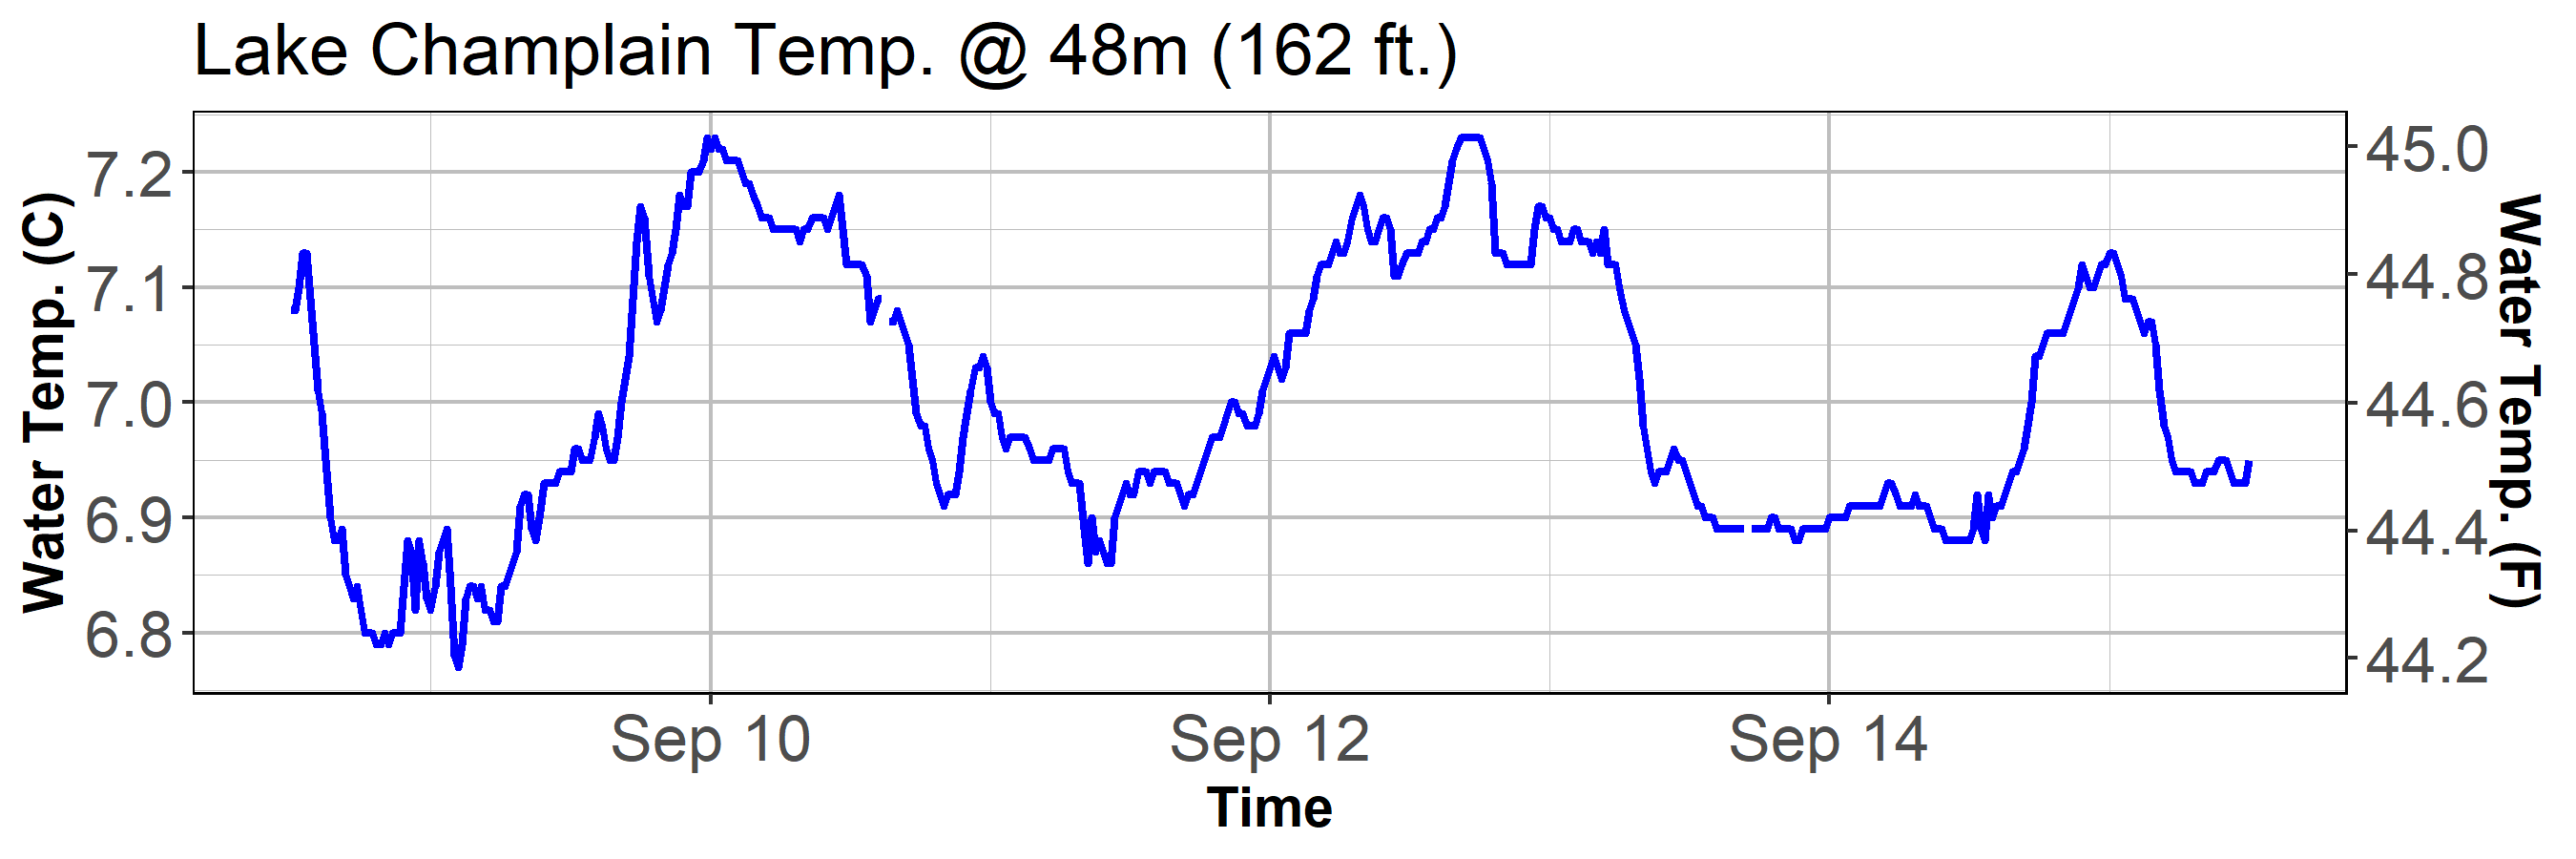 Lake Champlain Temp. @ 48m (162 ft.)
Water Temp. (C)
7.2
7.1
7.0
6.9
6.8
45.0
44.8
44.6
44.4
44.2
Water Temp. (F)
Sep 10 Sep 12 Sep 14
Time